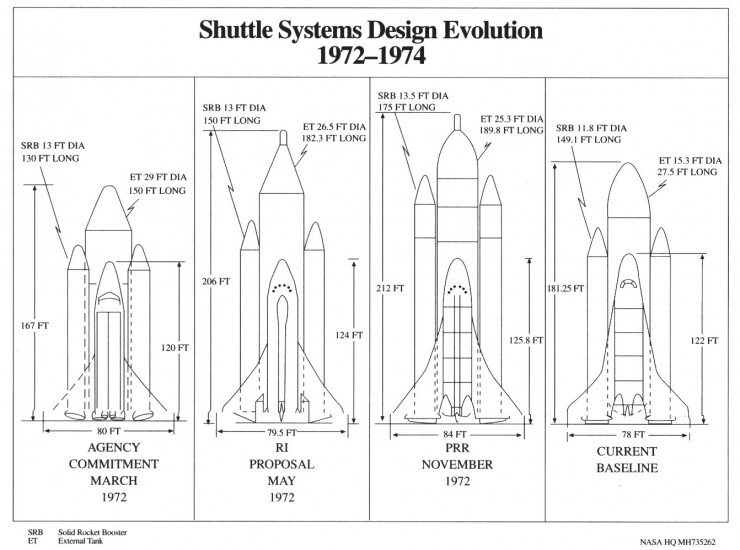 Shuttle Systems Design Evolution
1972–1974
SRB 13 FT DIA
130 FT LONG
ET 29 FT DIA
150 FT LONG
167 FT
120 FT
80 FT
AGENCY
COMMITMENT
MARCH
1972
SRB 13 FT DIA
150 FT LONG
ET 26.5 FT DIA
182.3 FT LONG
206 FT
124 FT
79.5 FT
RI
PROPOSAL
MAY
1972
SRB 13.5 FT DIA
175 FT LONG
ET 25.3 FT DIA
189.8 FT LONG
212 FT
125.8 FT
84 FT
PRR
NOVEMBER
1972
SRB 11.8 FT DIA
149.1 FT LONG
ET 15.3 FT DIA
27.5 FT LONG
181.25 FT
122 FT
78 FT
CURRENT
BASELINE
SRB Solid Rocket Booster
ET External Tank
NASA HQ MH735262